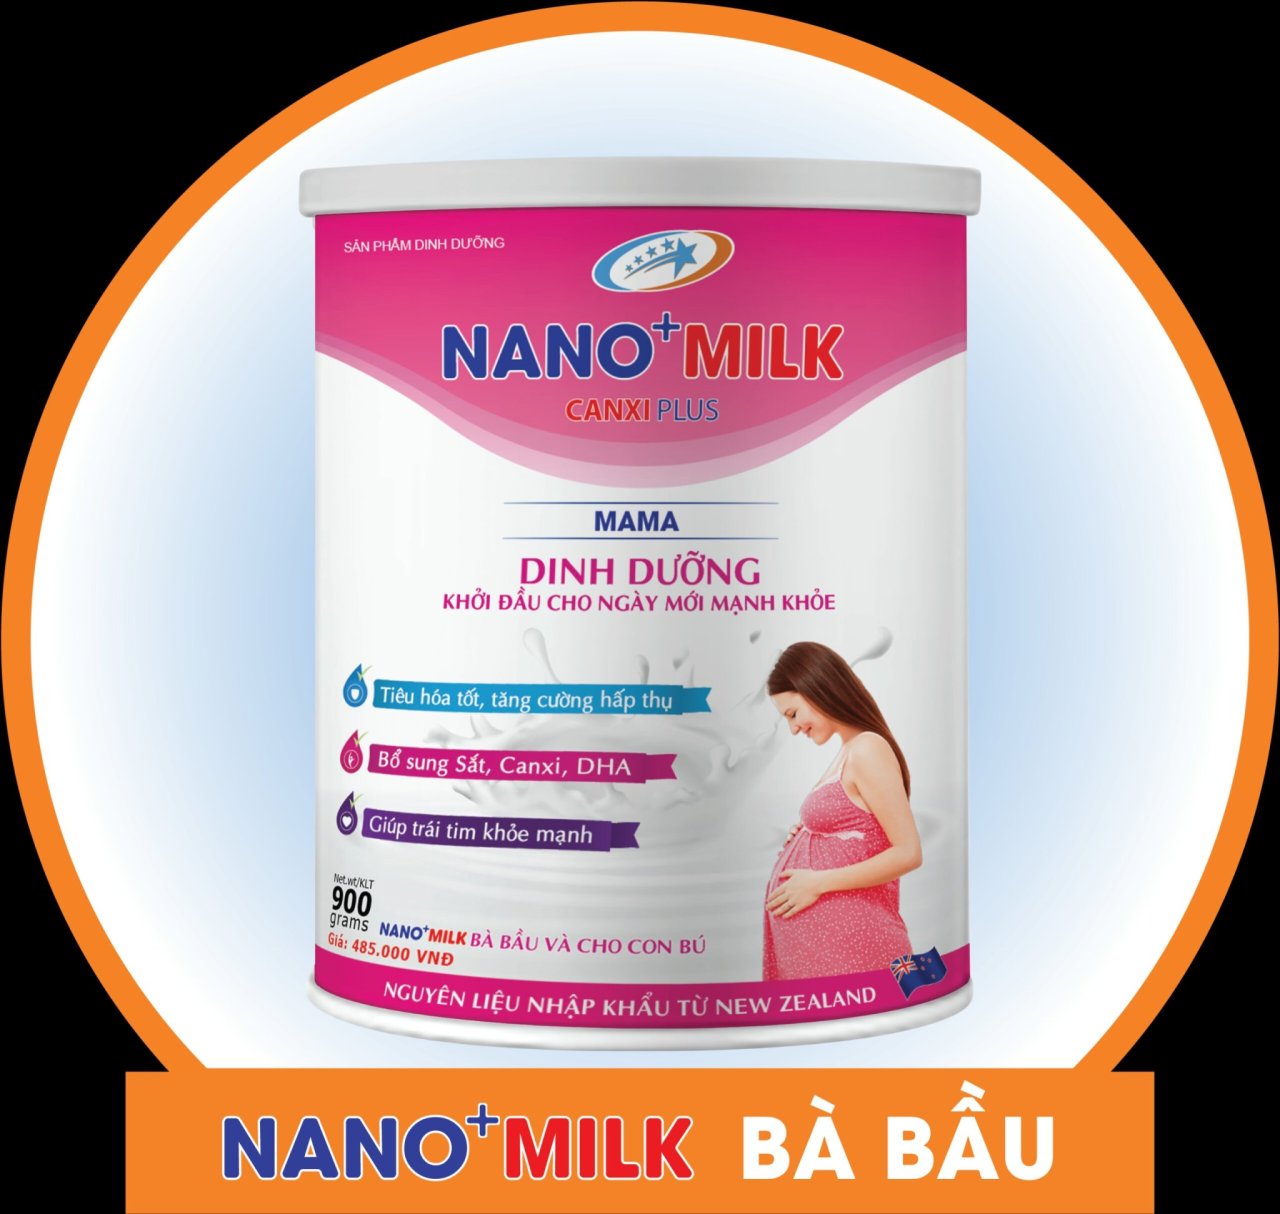 SẢN PHẨM DINH DƯỠNG
NANO+MILK
CANXI PLUS
MAMA
DINH DƯỠNG
KHỞI ĐẦU CHO NGÀY MỚI MẠNH KHỎE
Tiêu hóa tốt, tăng cường hấp thụ
Bổ sung Sắt, Canxi, DHA
Giúp trái tim khỏe mạnh
Net.wt/KLT
900
grams
NANO+MILK BÀ BẦU VÀ CHO CON BÚ
Giá: 485.000 VNĐ
NGUYÊN LIỆU NHẬP KHẨU TỪ NEW ZEALAND
NANO+MILK BÀ BẦU